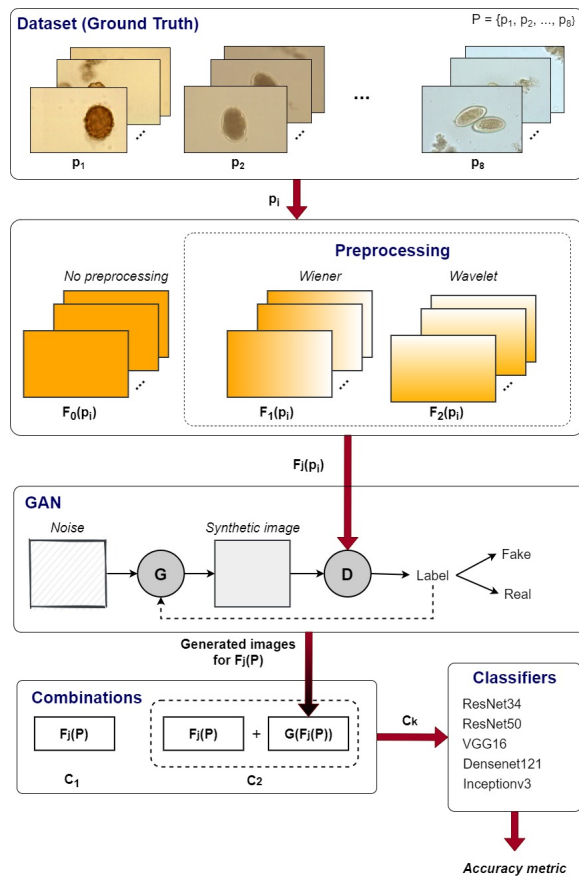 Dataset (Ground Truth)
P = {p1, p2, ..., p8}
...
p1
p2
p8
pi
Preprocessing
No preprocessing
Wiener
Wavelet
...
...
...
F0(pi)
F1(pi)
F2(pi)
Fj(pi)
GAN
Noise
Synthetic image
G
D
Label
Fake
Real
Generated images
for Fj(P)
Combinations
Fj(P)
Fj(P)
+
G(Fj(P))
C1
C2
Ck
Classifiers
ResNet34
ResNet50
VGG16
Densenet121
Inceptionv3
Accuracy metric